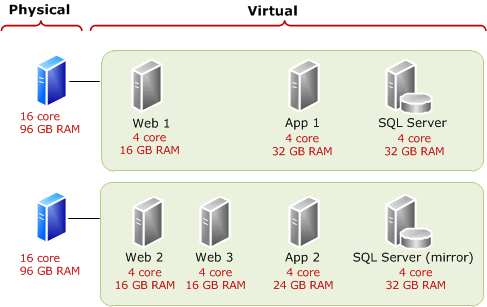 Physical
Virtual
16 core
96 GB RAM
Web 1
4 core
16 GB RAM
App 1
4 core
32 GB RAM
SQL Server
4 core
32 GB RAM
16 core
96 GB RAM
Web 2
4 core
16 GB RAM
Web 3
4 core
16 GB RAM
App 2
4 core
24 GB RAM
SQL Server (mirror)
4 core
32 GB RAM